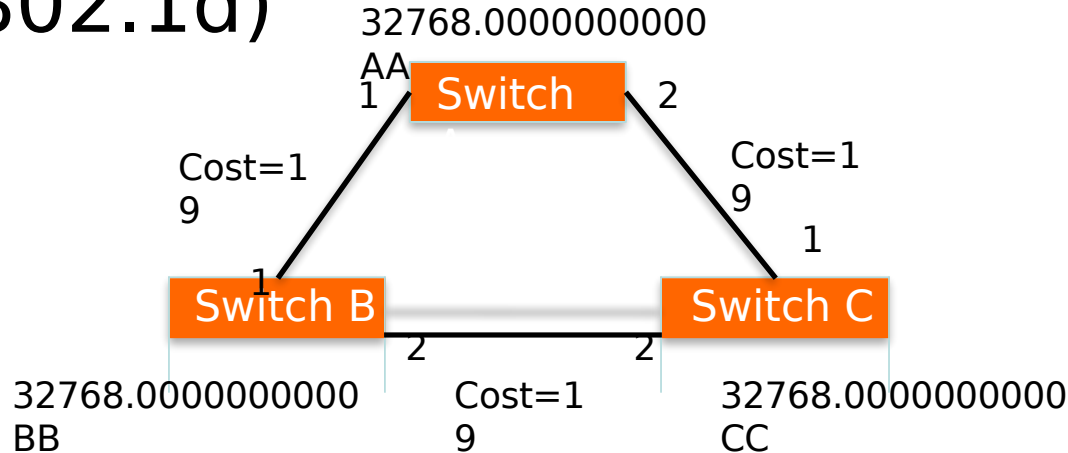 802.1d)
32768.0000000000
AA
1
Switch
2
Cost=1
9
Cost=1
9
1
1
Switch B
Switch C
2
2
32768.0000000000
BB
Cost=1
9
32768.0000000000
CC